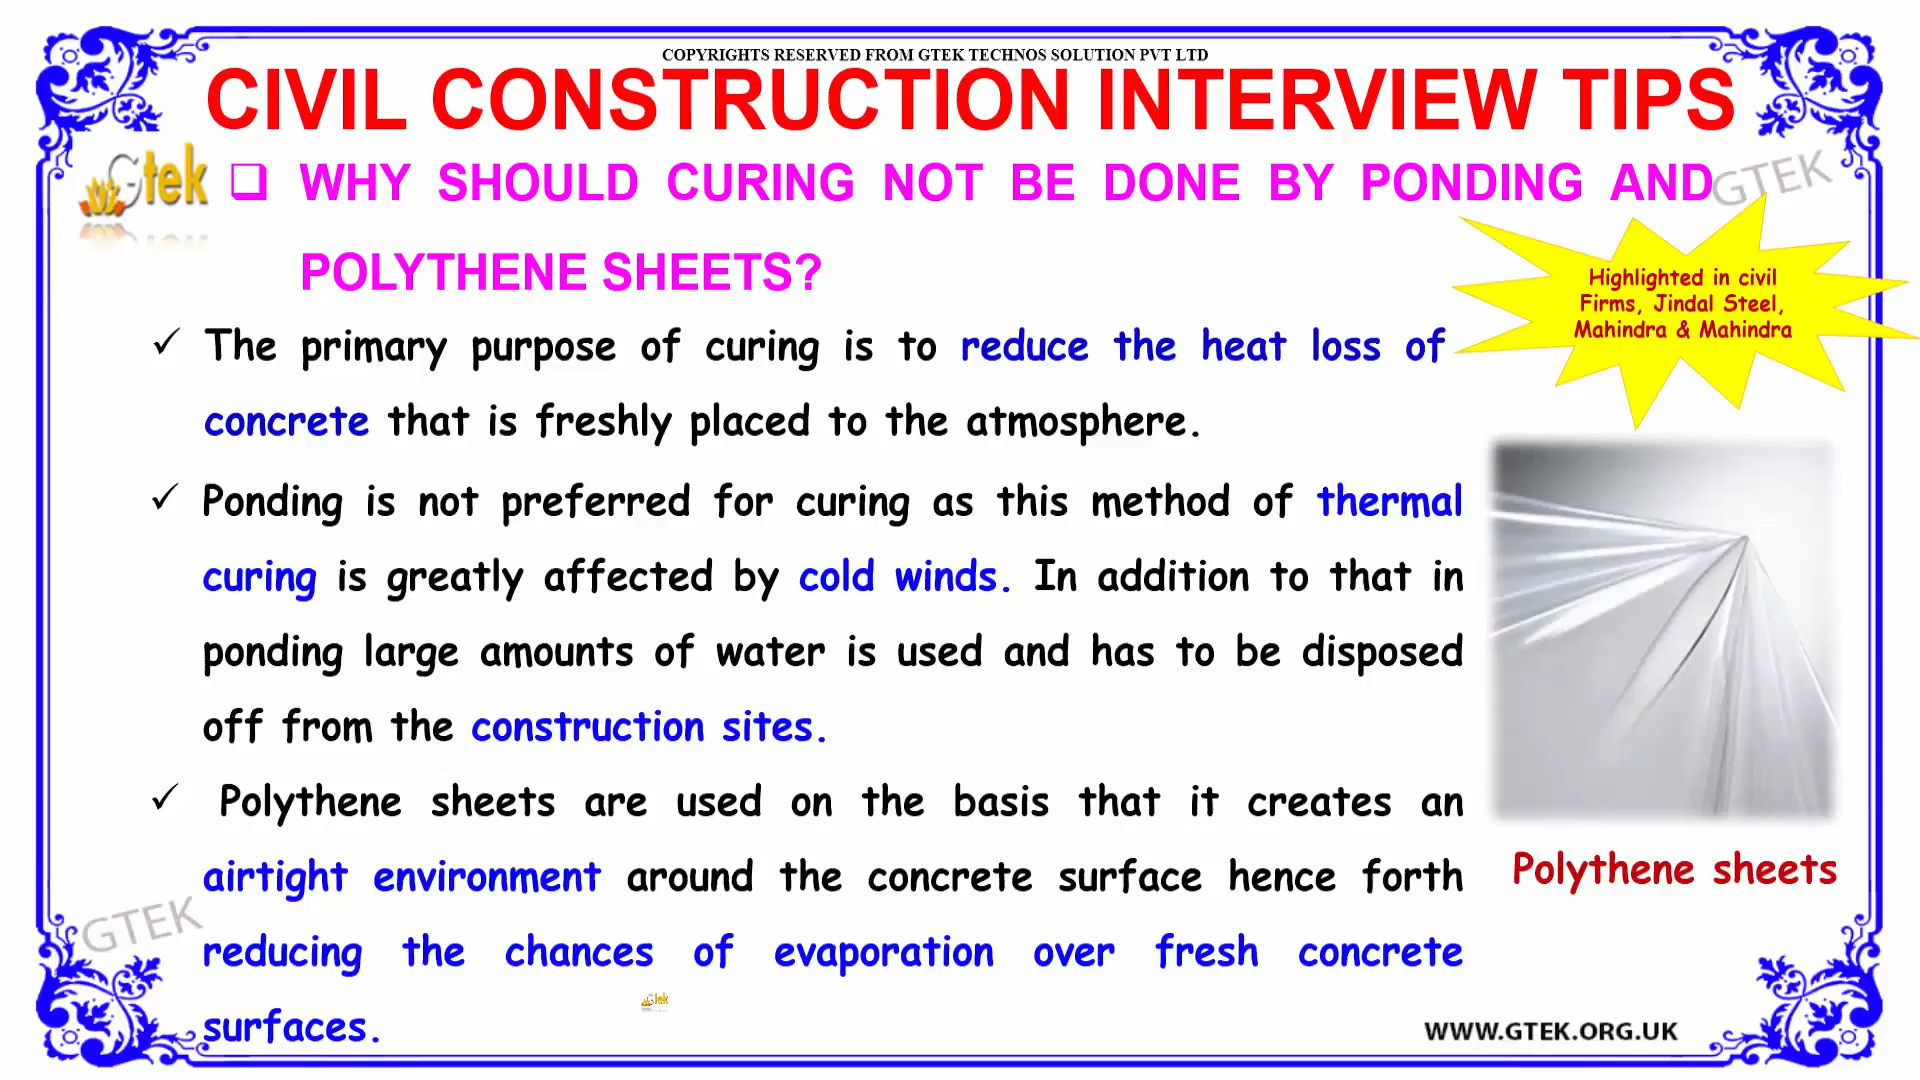 COPYRIGHTS RESERVED FROM GTEK TECHNOS SOLUTION PVT LTD
CIVIL CONSTRUCTION INTERVIEW TIPS
Gtek
WHY SHOULD CURING NOT BE DONE BY PONDING AND
GTEK
POLYTHENE SHEETS?
Highlighted in civil
Firms, Jindal Steel,
Mahindra & Mahindra
The primary purpose of curing is to reduce the heat loss of
concrete that is freshly placed to the atmosphere.
Ponding is not preferred for curing as this method of thermal
curing is greatly affected by cold winds. In addition to that in
ponding large amounts of water is used and has to be disposed
off from the construction sites.
Polythene sheets are used on the basis that it creates an
airtight environment around the concrete surface hence forth
Polythene sheets
GTEK
reducing the chances of evaporation over fresh concrete
surfaces.
Gtek
WWW.GTEK.ORG.UK